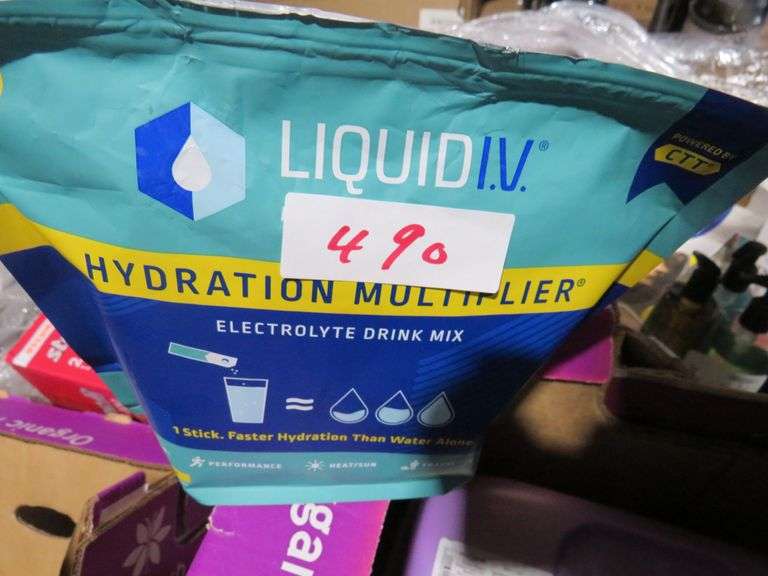 LIQUID I.V.®
POWERED BY
CTT
490
HYDRATION MULTIPLIER®
ELECTROLYTE DRINK MIX
≈
1 Stick. Faster Hydration Than Water Alone.
PERFORMANCE HEAT/SUN
Organic